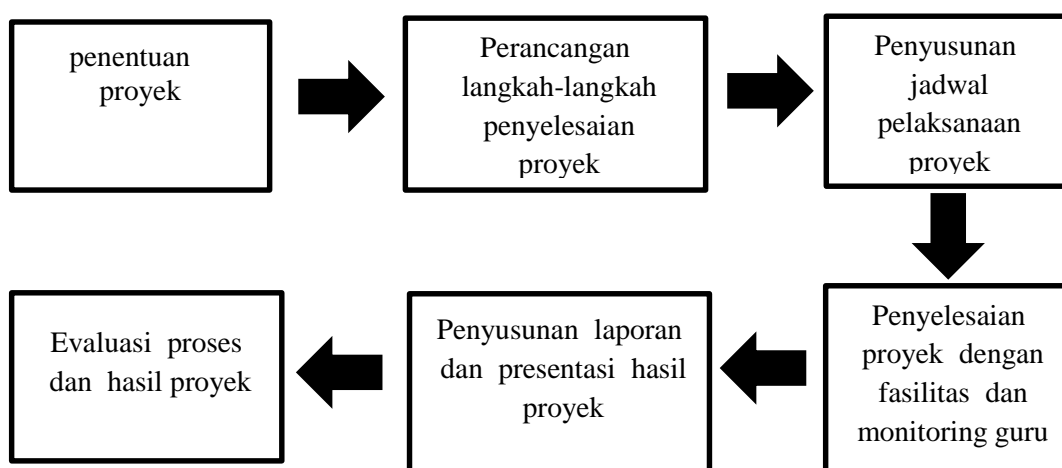 penentuan
proyek
Perancangan
langkah-langkah
penyelesaian
proyek
Penyusunan
jadwal
pelaksanaan
proyek
Penyelesaian
proyek dengan
fasilitas dan
monitoring guru
Penyusunan laporan
dan presentasi hasil
proyek
Evaluasi proses
dan hasil proyek